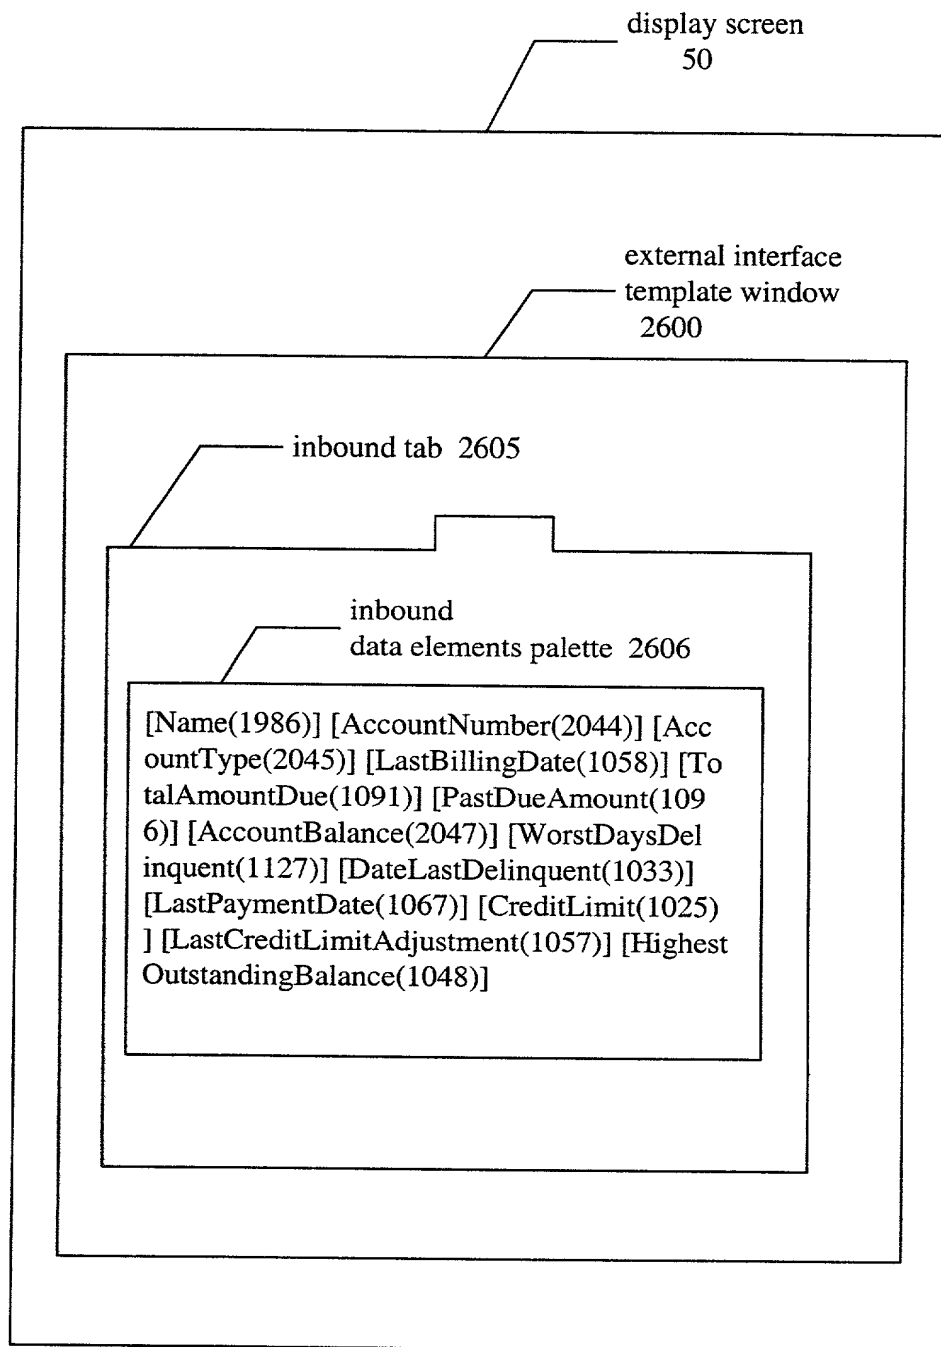 display screen
50
external interface
template window
2600
inbound tab 2605
inbound
data elements palette 2606
[Name(1986)] [AccountNumber(2044)] [Acc
ountType(2045)] [LastBillingDate(1058)] [To
talAmountDue(1091)] [PastDueAmount(109
6)] [AccountBalance(2047)] [WorstDaysDel
inquent(1127)] [DateLastDelinquent(1033)]
[LastPaymentDate(1067)] [CreditLimit(1025)
] [LastCreditLimitAdjustment(1057)] [Highest
OutstandingBalance(1048)]